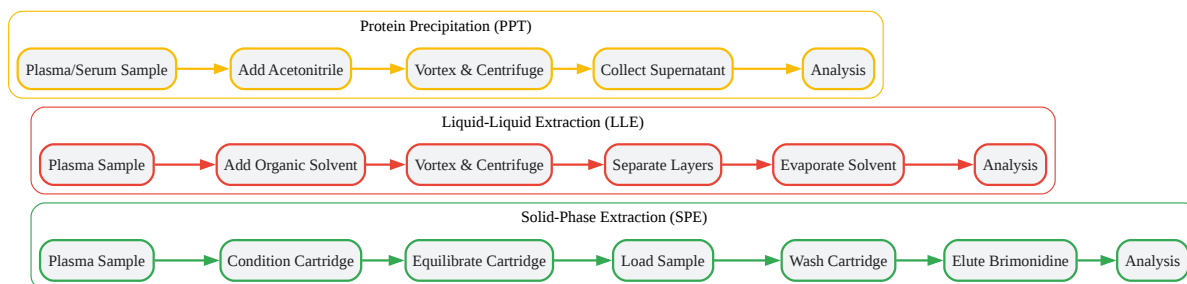 Protein Precipitation (PPT)
Plasma/Serum Sample Add Acetonitrile Vortex & Centrifuge Collect Supernatant Analysis
Liquid-Liquid Extraction (LLE)
Plasma Sample Add Organic Solvent Vortex & Centrifuge Separate Layers Evaporate Solvent Analysis
Solid-Phase Extraction (SPE)
Plasma Sample Condition Cartridge Equilibrate Cartridge Load Sample Wash Cartridge Elute Brimonidine Analysis